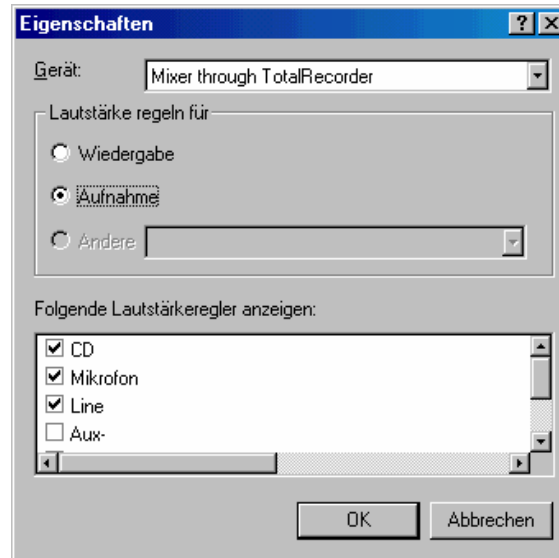 Eigenschaften
Gerät: Mixer through TotalRecorder
Lautstärke regeln für
Wiedergabe
Aufnahme
Andere
Folgende Lautstärkeregler anzeigen:
CD
Mikrofon
Line
Aux-
OK Abbrechen